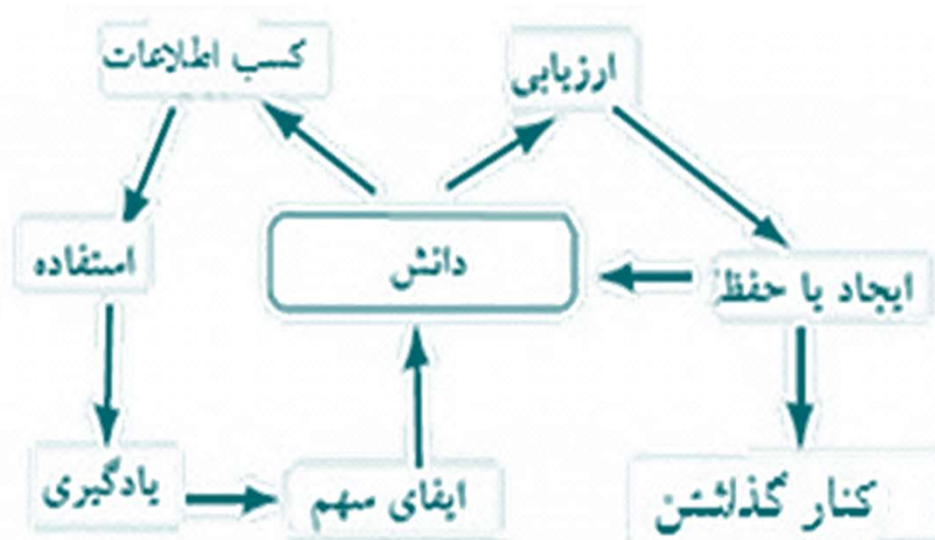 کسب اطلاعات
ارزیابی
استفاده
دانش
ایجاد یا حفظ
یادگیری
ایفای سهم
کنار گذاشتن